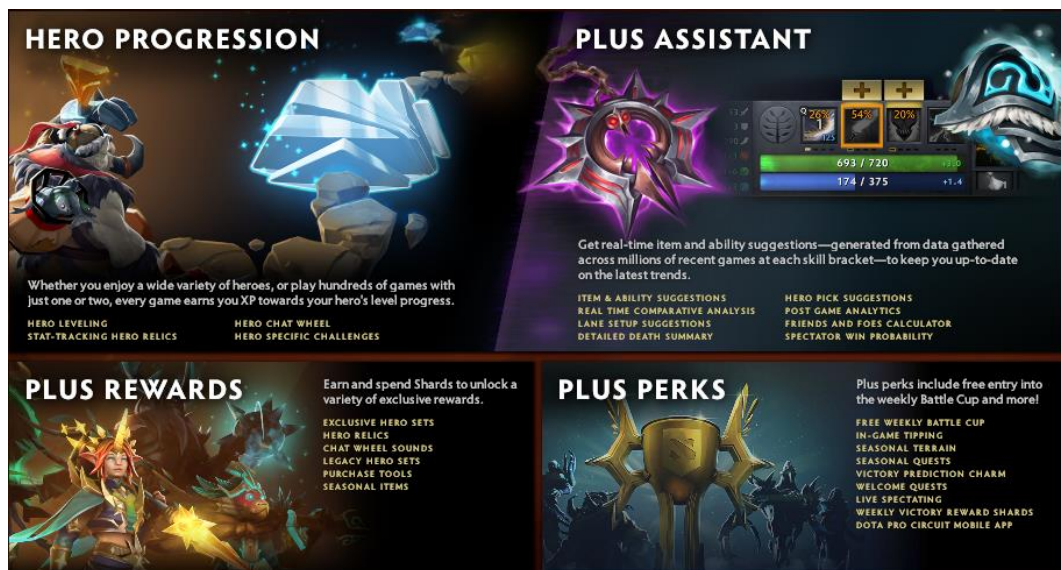 HERO PROGRESSION
Whether you enjoy a wide variety of heroes, or play hundreds of games with
just one or two, every game earns you XP towards your hero's level progress.
HERO LEVELING
STAT-TRACKING HERO RELICS
HERO CHAT WHEEL
HERO SPECIFIC CHALLENGES
PLUS ASSISTANT
26%
1
125
54%
20%
693 / 720
174 / 375
+1.4
Get real-time item and ability suggestions—generated from data gathered
across millions of recent games at each skill bracket—to keep you up-to-date
on the latest trends.
ITEM & ABILITY SUGGESTIONS
REAL TIME COMPARATIVE ANALYSIS
LANE SETUP SUGGESTIONS
DETAILED DEATH SUMMARY
HERO PICK SUGGESTIONS
POST GAME ANALYTICS
FRIENDS AND FOES CALCULATOR
SPECTATOR WIN PROBABILITY
PLUS REWARDS
Earn and spend Shards to unlock a
variety of exclusive rewards.
EXCLUSIVE HERO SETS
HERO RELICS
CHAT WHEEL SOUNDS
LEGACY HERO SETS
PURCHASE TOOLS
SEASONAL ITEMS
PLUS PERKS
Plus perks include free entry into
the weekly Battle Cup and more!
FREE WEEKLY BATTLE CUP
IN-GAME TIPPING
SEASONAL TERRAIN
SEASONAL QUESTS
VICTORY PREDICTION CHARM
WELCOME QUESTS
LIVE SPECTATING
WEEKLY VICTORY REWARD SHARDS
DOTA PRO CIRCUIT MOBILE APP